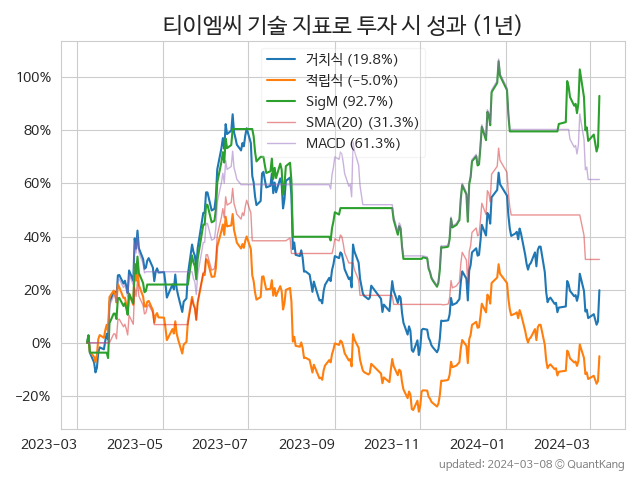 티이엠씨 기술 지표로 투자 시 성과 (1년)
거치식 (19.8%)
적립식 (−5.0%)
SigM (92.7%)
SMA(20) (31.3%)
MACD (61.3%)
100%
80%
60%
40%
20%
0%
−20%
2023-03 2023-05 2023-07 2023-09 2023-11 2024-01 2024-03
updated: 2024-03-08 © QuantKang